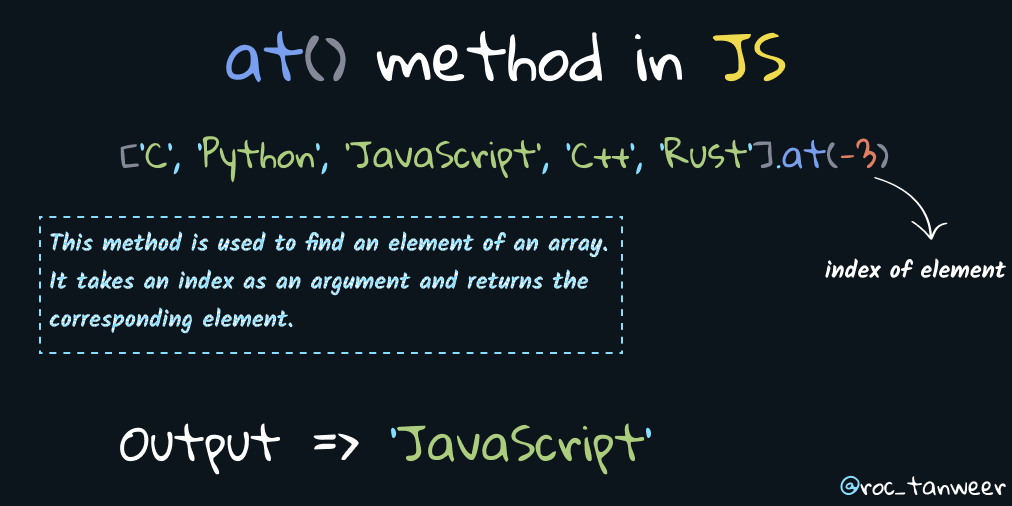 at() method in JS
['C', 'Python', 'JavaScript', 'C++', 'Rust'].at(-3)
This method is used to find an element of an array.
It takes an index as an argument and returns the
corresponding element.
index of element
Output => 'JavaScript'
@roc_tanweer